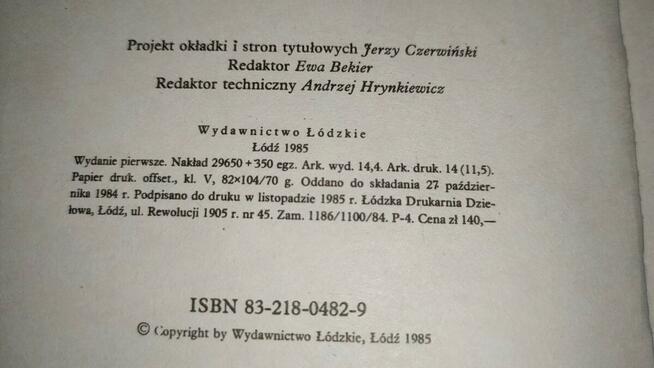 Projekt okładki i stron tytułowych Jerzy Czerwiński
Redaktor Ewa Bekier
Redaktor techniczny Andrzej Hrynkiewicz
Wydawnictwo Łódzkie
Łódź 1985
Wydanie pierwsze. Nakład 29650+350 egz. Ark. wyd. 14,4. Ark. druk. 14 (11,5).
Papier druk. offset., kl. V, 82×104/70 g. Oddano do składania 27 paździer-
nika 1984 r. Podpisano do druku w listopadzie 1985 r. Łódzka Drukarnia Dzie-
łowa, Łódź, ul. Rewolucji 1905 r. nr 45. Zam. 1186/1100/84. P-4. Cena zł 140,—
ISBN 83-218-0482-9
© Copyright by Wydawnictwo Łódzkie, Łódź 1985